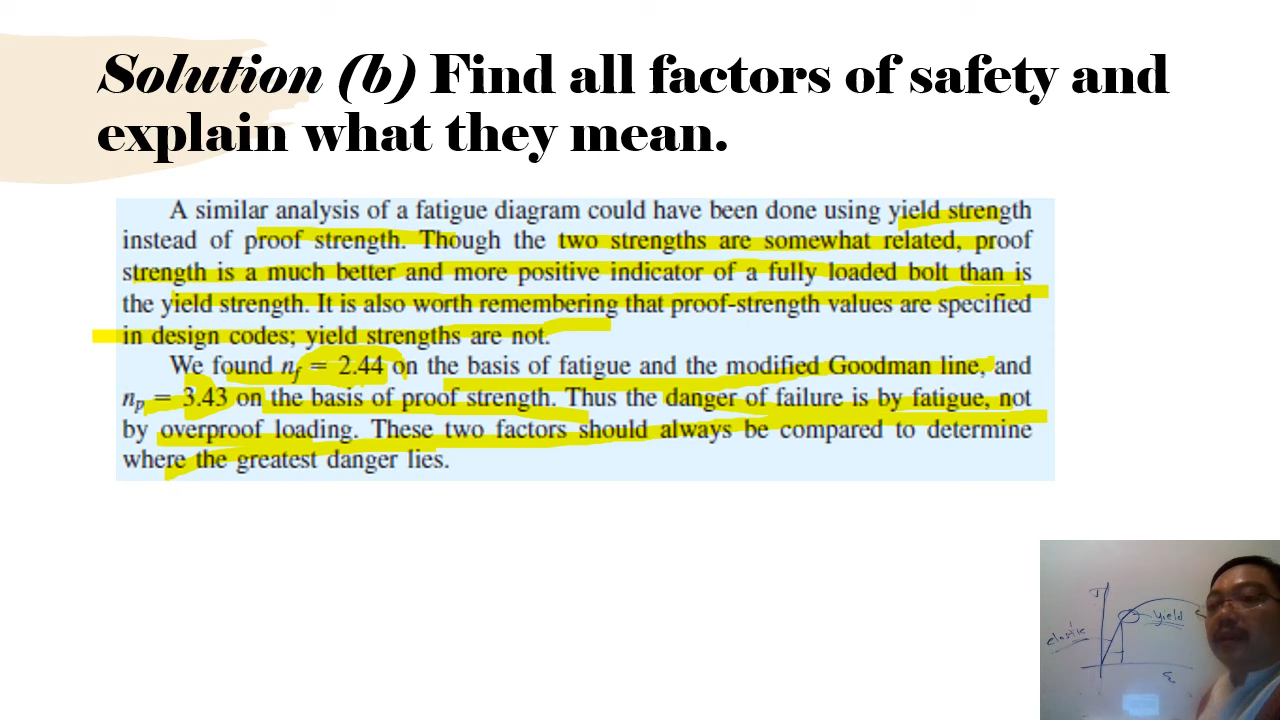 Solution (b) Find all factors of safety and
explain what they mean.
A similar analysis of a fatigue diagram could have been done using yield strength
instead of proof strength. Though the two strengths are somewhat related, proof
strength is a much better and more positive indicator of a fully loaded bolt than is
the yield strength. It is also worth remembering that proof-strength values are specified
in design codes; yield strengths are not.
We found nf = 2.44 on the basis of fatigue and the modified Goodman line, and
np = 3.43 on the basis of proof strength. Thus the danger of failure is by fatigue, not
by overproof loading. These two factors should always be compared to determine
where the greatest danger lies.
yield
elastic